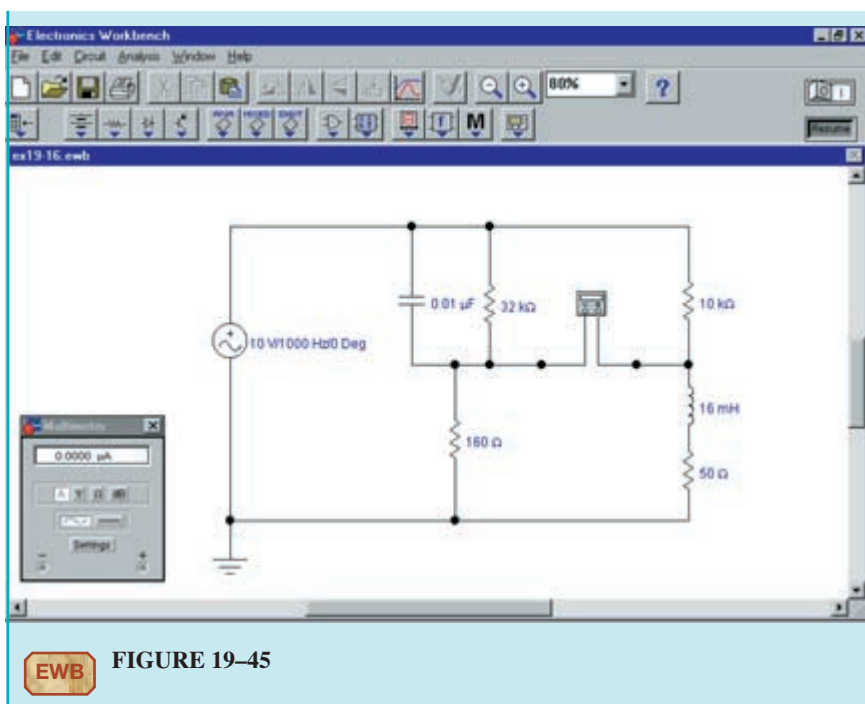 Electronics Workbench
File Edit Circuit Analysis Window Help
80%
?
M
Resume
ex19-16.ewb
0.01 µF
32 kΩ
10 kΩ
10 V/1000 Hz/0 Deg
16 mH
Multimeter
160 Ω
0.0000 µA
50 Ω
A V Ω dB
Settings
EWB
FIGURE 19–45